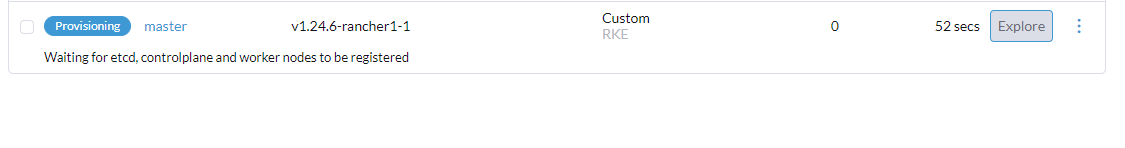 Provisioning master v1.24.6-rancher1-1 Custom 0 52 secs Explore
RKE
Waiting for etcd, controlplane and worker nodes to be registered